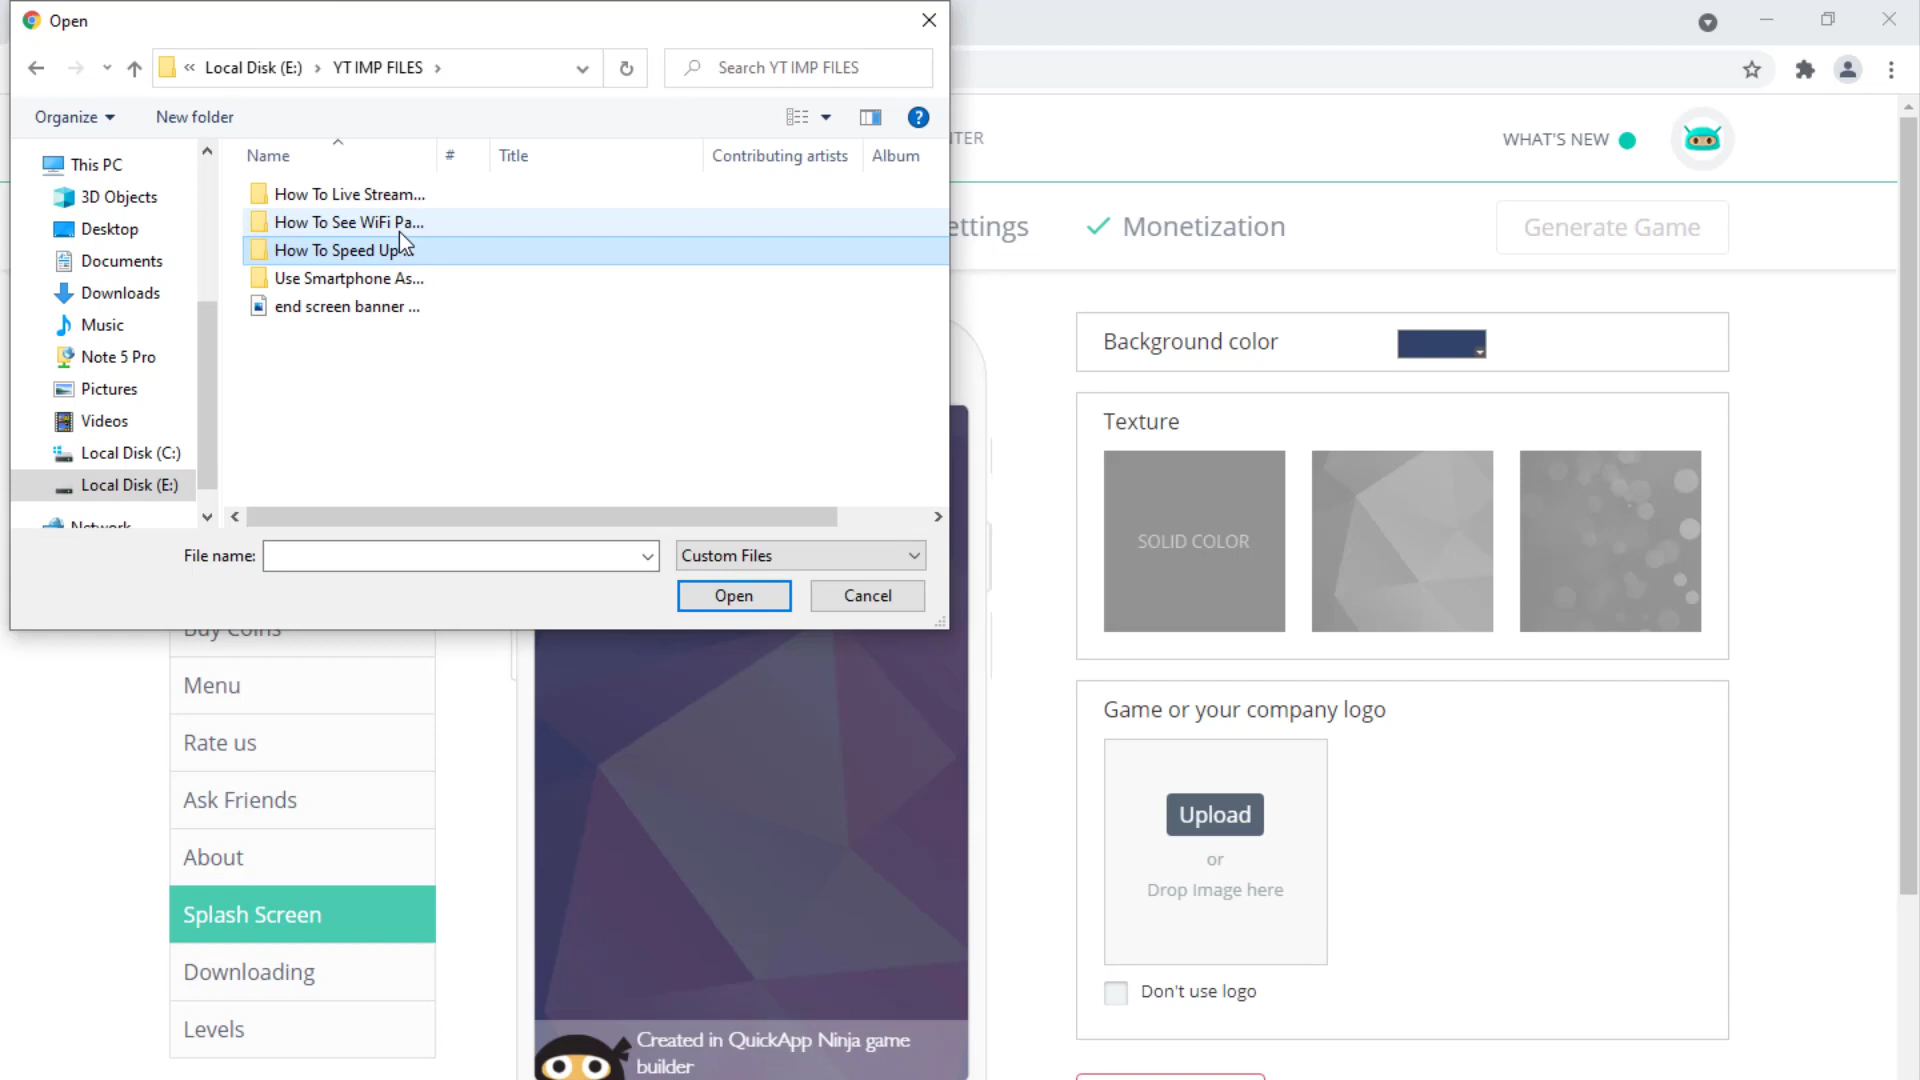 Open
« Local Disk (E:) › YT IMP FILES ›
Search YT IMP FILES
Organize
New folder
Name
#
Title
Contributing artists
Album
This PC
3D Objects
Desktop
Documents
Downloads
Music
Note 5 Pro
Pictures
Videos
Local Disk (C:)
Local Disk (E:)
Network
How To Live Stream...
How To See WiFi Pa...
How To Speed Up
Use Smartphone As...
end screen banner ...
File name:
Custom Files
Open
Cancel
WHAT'S NEW
Monetization
Generate Game
Background color
Texture
SOLID COLOR
Game or your company logo
Upload
or
Drop Image here
Don't use logo
Buy Coins
Menu
Rate us
Ask Friends
About
Splash Screen
Downloading
Levels
Created in QuickApp Ninja game
builder